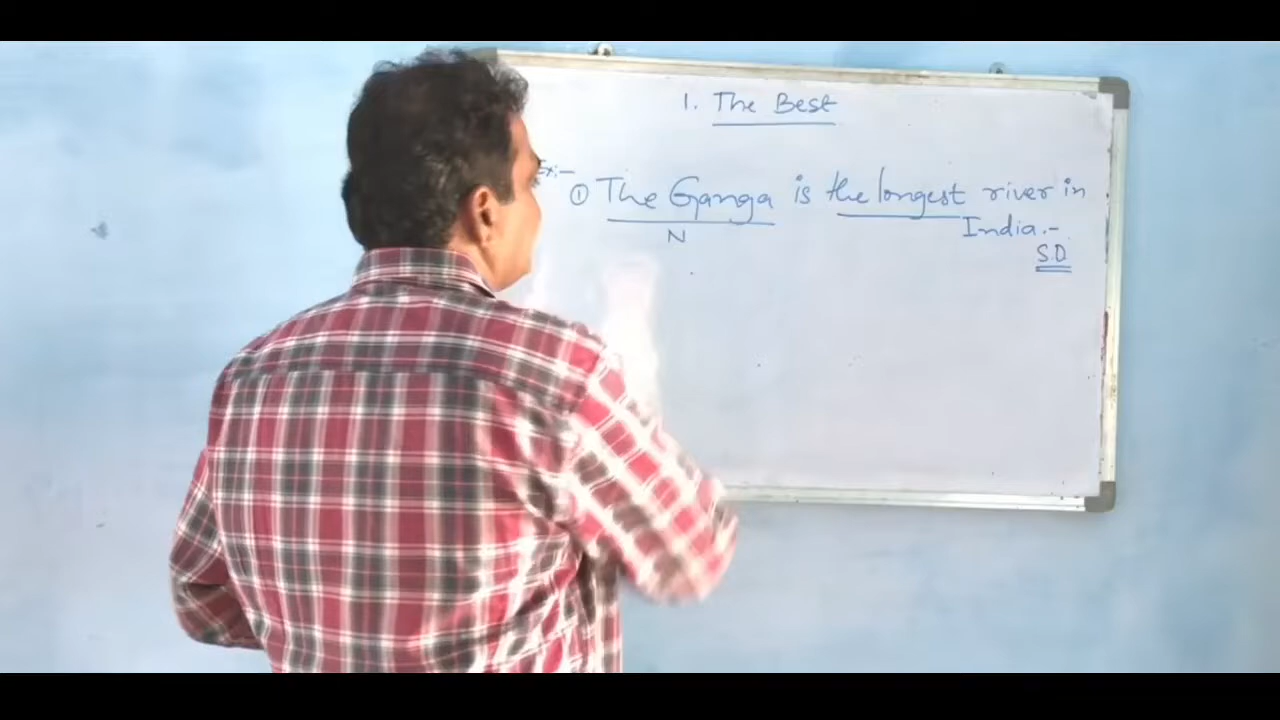 1. The Best
Ex:-
① The Ganga is the longest river in
India.-
N
S.D